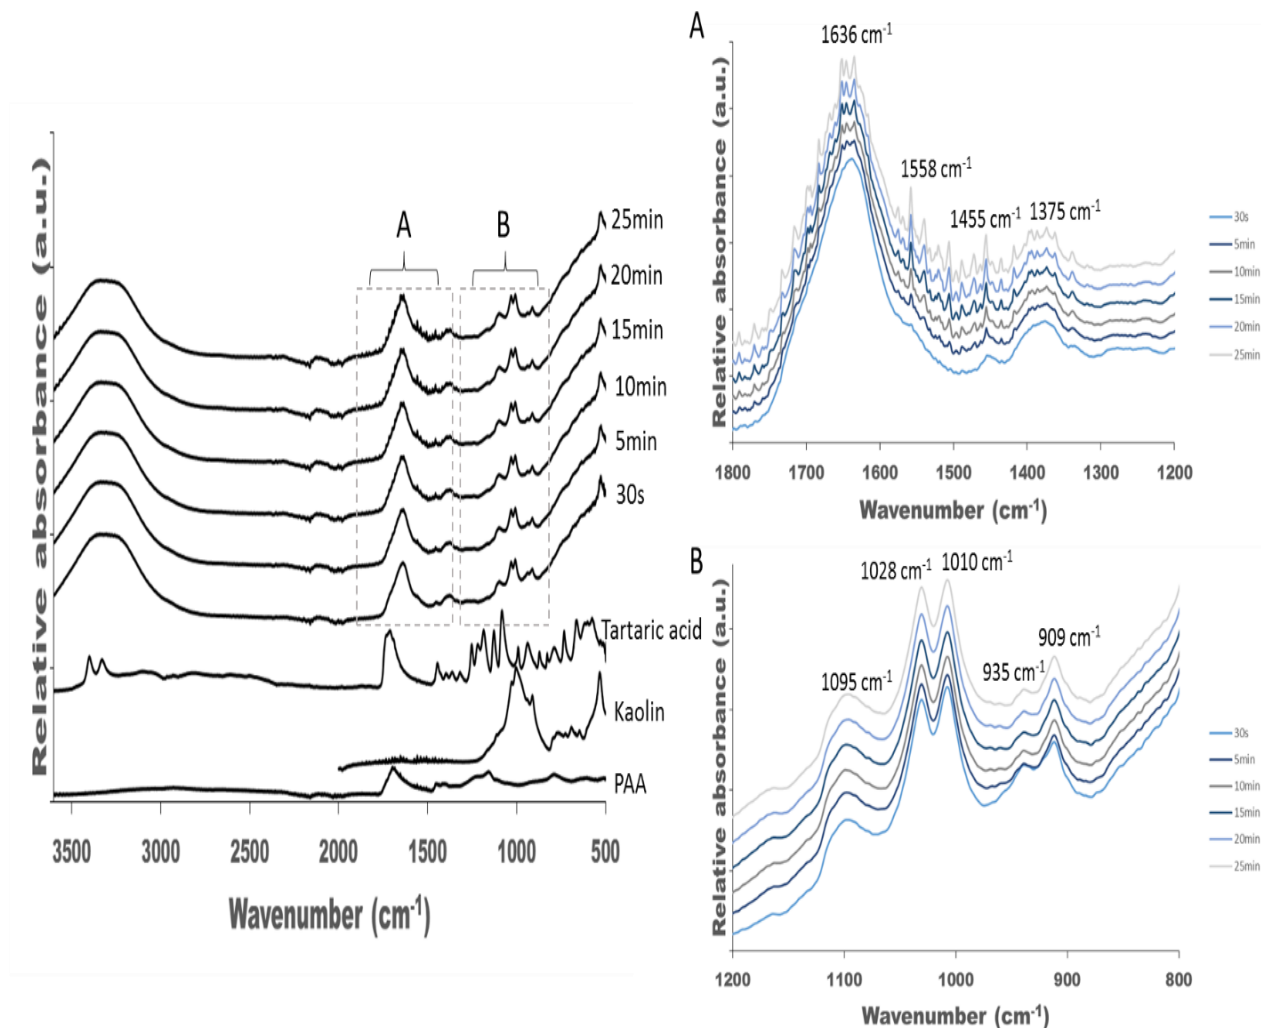 Relative absorbance (a.u.)
A
B
25min
20min
15min
10min
5min
30s
Tartaric acid
Kaolin
PAA
3500 3000 2500 2000 1500 1000 500
Wavenumber (cm-1)
A
Relative absorbance (a.u.)
1636 cm-1
1558 cm-1
1455 cm-1
1375 cm-1
30s
5min
10min
15min
20min
25min
1800 1700 1600 1500 1400 1300 1200
Wavenumber (cm-1)
B
Relative absorbance (a.u.)
1028 cm-1
1010 cm-1
909 cm-1
935 cm-1
1095 cm-1
30s
5min
10min
15min
20min
25min
1200 1100 1000 900 800
Wavenumber (cm-1)